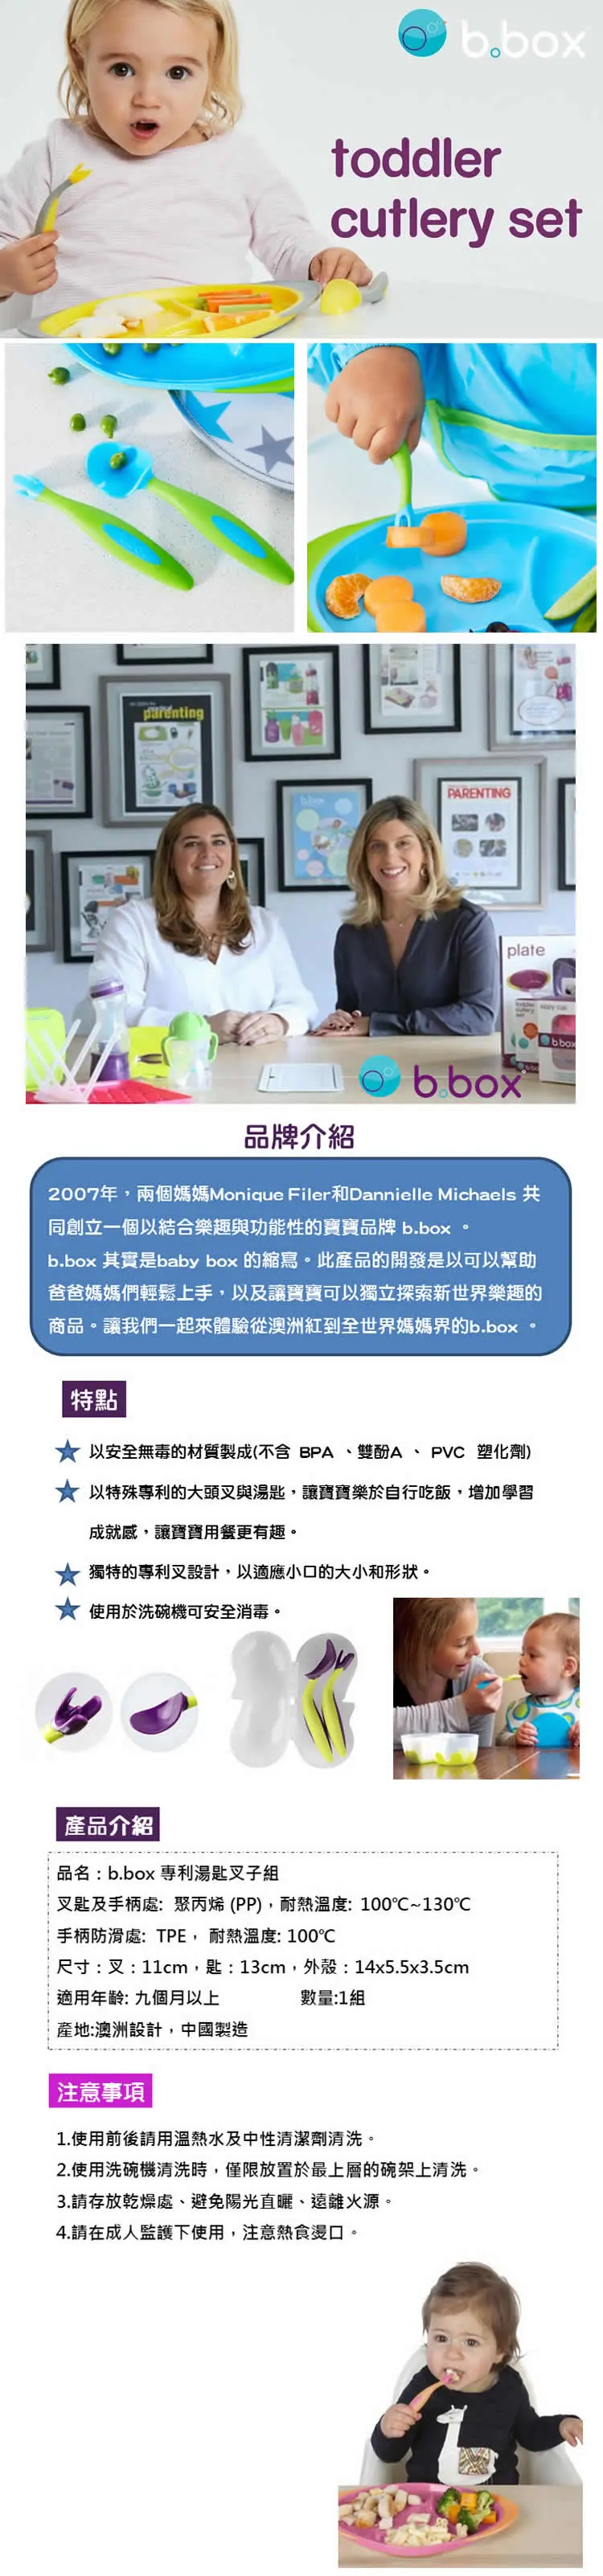 b.box
toddler
cutlery set
parenting
b.box
PARENTING
plate
toddler
cutlery
set
b.box
b.box
品牌介紹
2007年，兩個媽媽Monique Filer和Dannielle Michaels 共
同創立一個以結合樂趣與功能性的寶寶品牌 b.box 。
b.box 其實是baby box 的縮寫。此產品的開發是以可以幫助
爸爸媽媽們輕鬆上手，以及讓寶寶可以獨立探索新世界樂趣的
商品。讓我們一起來體驗從澳洲紅到全世界媽媽界的b.box 。
特點
以安全無毒的材質製成(不含 BPA 、雙酚A 、 PVC 塑化劑)
以特殊專利的大頭叉與湯匙，讓寶寶樂於自行吃飯，增加學習
成就感，讓寶寶用餐更有趣。
獨特的專利叉設計，以適應小口的大小和形狀。
使用於洗碗機可安全消毒。
產品介紹
品名：b.box 專利湯匙叉子組
叉匙及手柄處: 聚丙烯 (PP)，耐熱溫度: 100℃~130℃
手柄防滑處: TPE， 耐熱溫度: 100℃
尺寸：叉：11cm，匙：13cm，外殼：14x5.5x3.5cm
適用年齡: 九個月以上 數量:1組
產地:澳洲設計，中國製造
注意事項
1.使用前後請用溫熱水及中性清潔劑清洗。
2.使用洗碗機清洗時，僅限放置於最上層的碗架上清洗。
3.請存放乾燥處、避免陽光直曬、遠離火源。
4.請在成人監護下使用，注意熱食燙口。